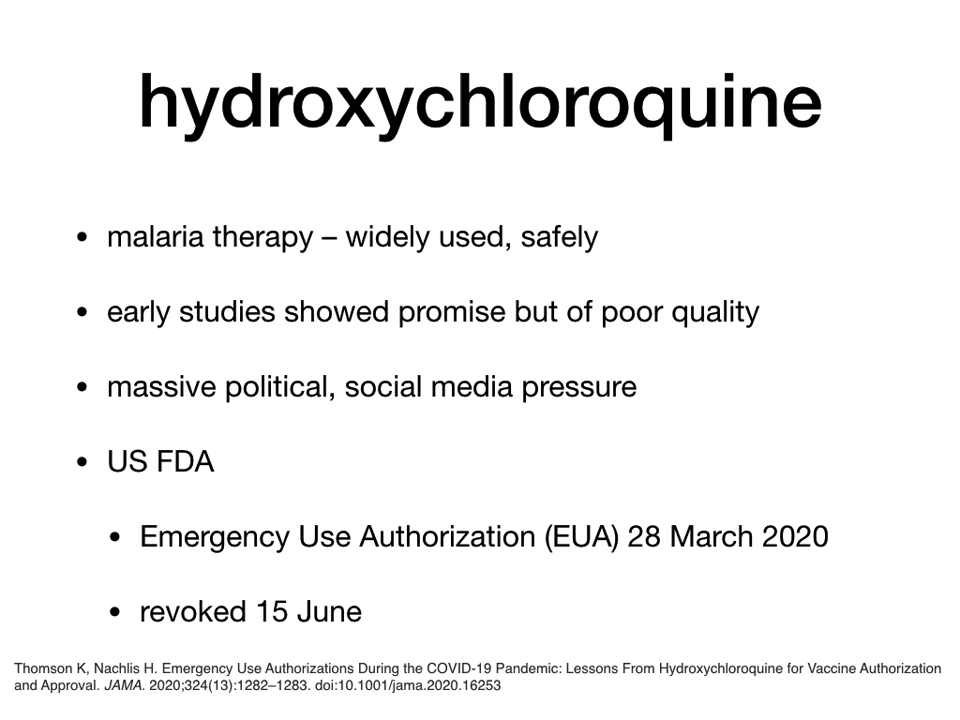 hydroxychloroquine
• malaria therapy – widely used, safely
• early studies showed promise but of poor quality
• massive political, social media pressure
• US FDA
• Emergency Use Authorization (EUA) 28 March 2020
• revoked 15 June
Thomson K, Nachlis H. Emergency Use Authorizations During the COVID-19 Pandemic: Lessons From Hydroxychloroquine for Vaccine Authorization
and Approval. JAMA. 2020;324(13):1282–1283. doi:10.1001/jama.2020.16253